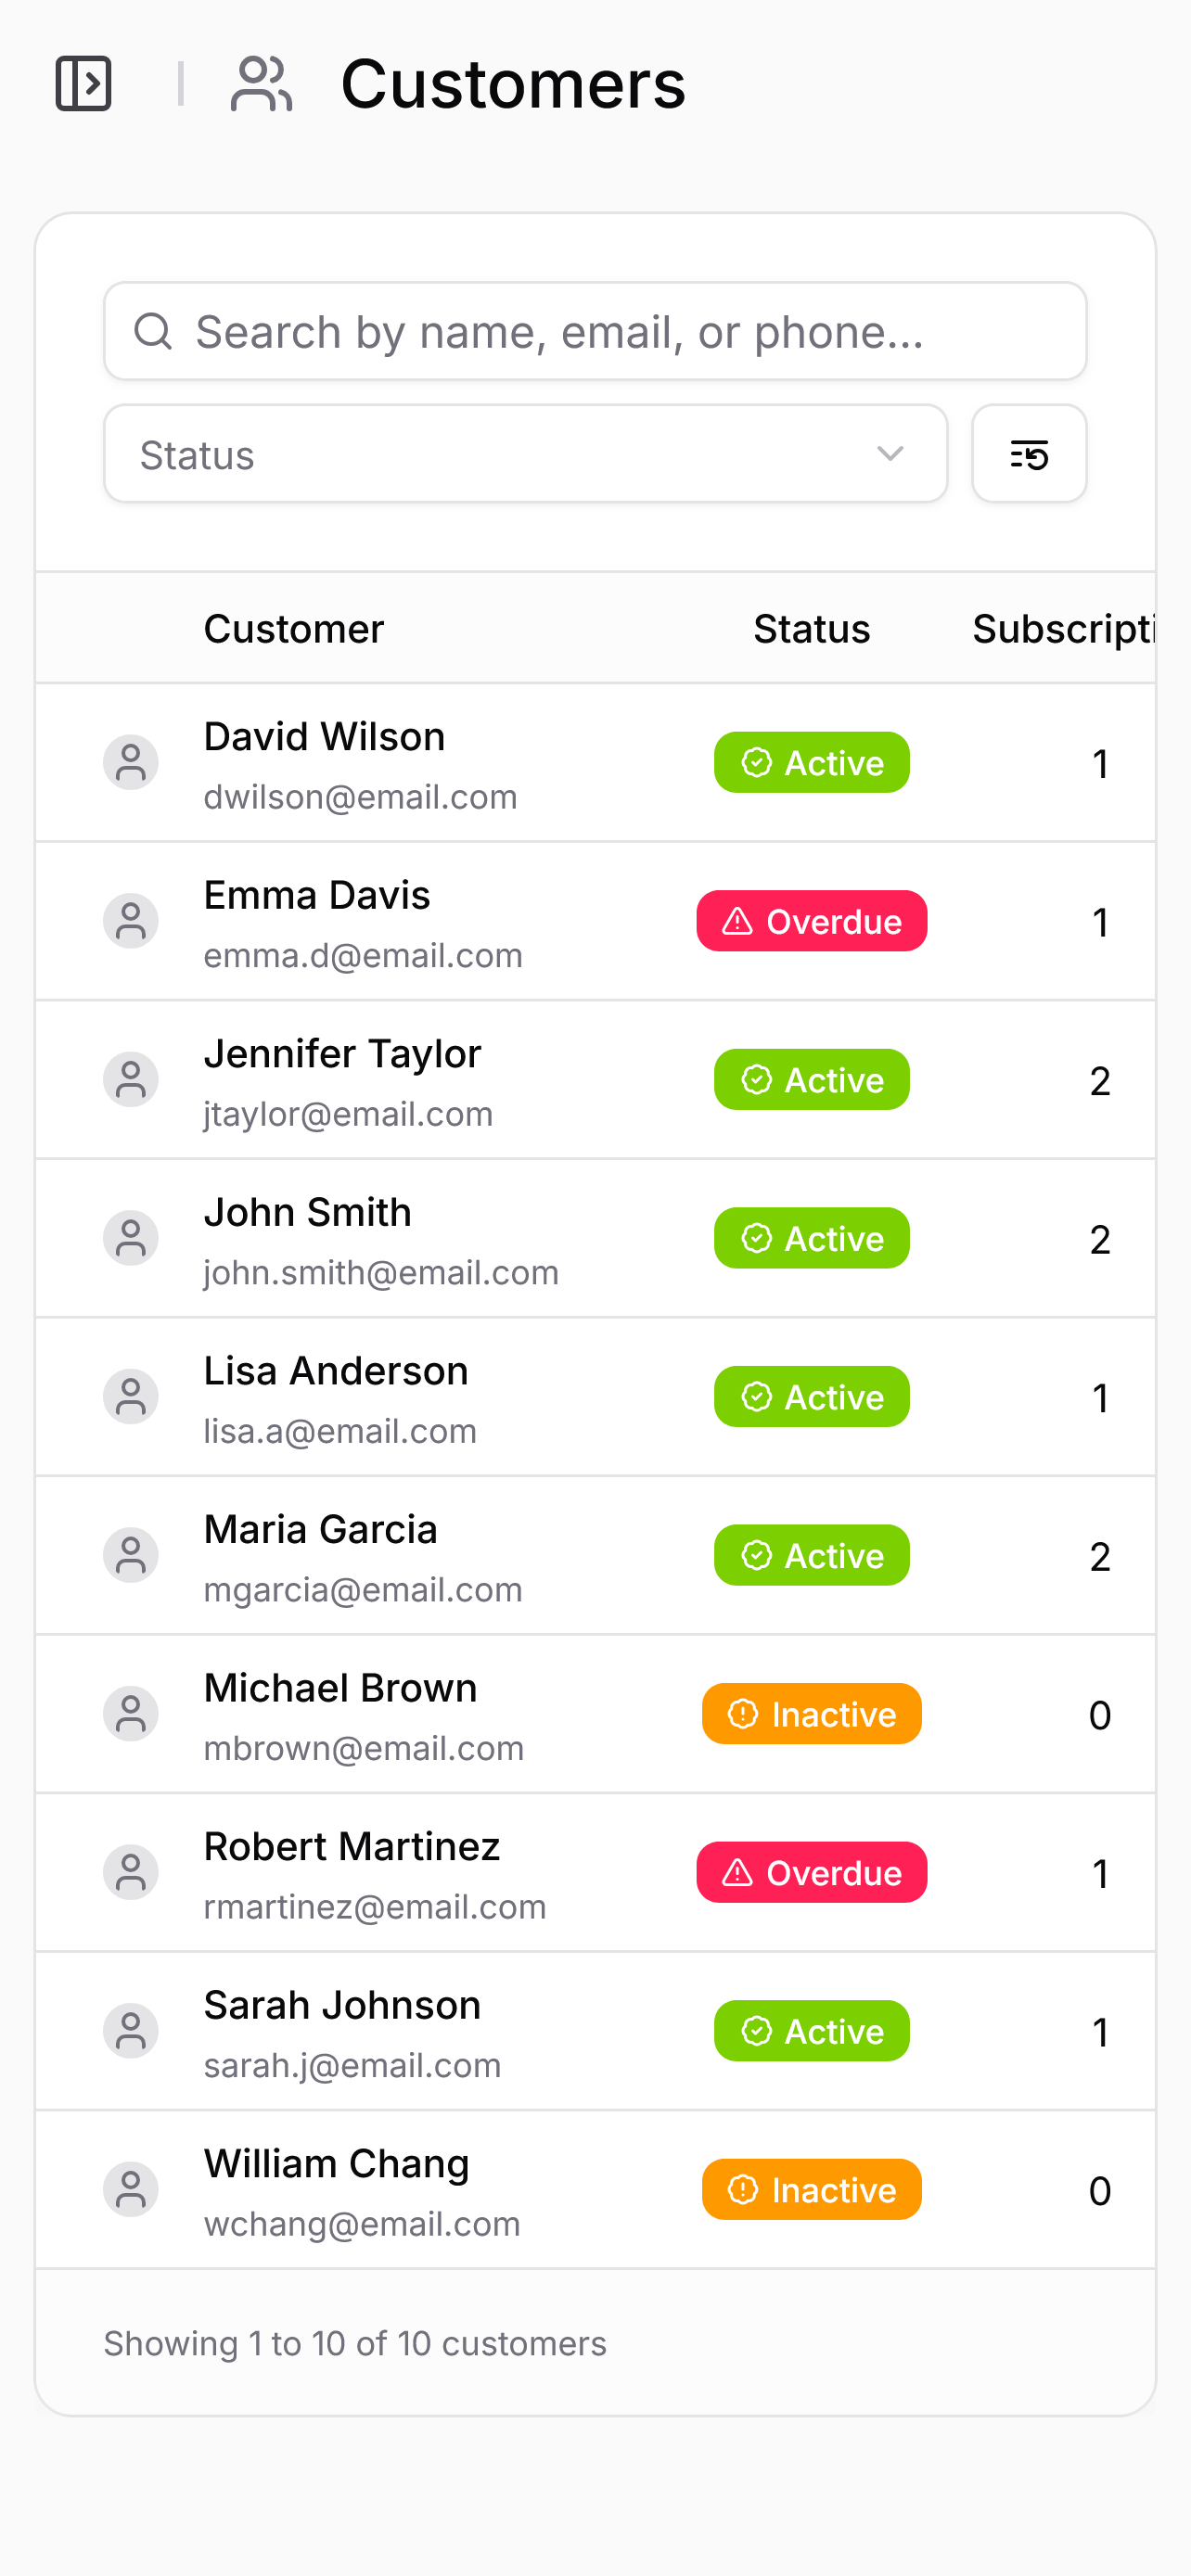 Customers
Search by name, email, or phone...
Status
Customer Status Subscripti
David Wilson
dwilson@email.com
Active
1
Emma Davis
emma.d@email.com
Overdue
1
Jennifer Taylor
jtaylor@email.com
Active
2
John Smith
john.smith@email.com
Active
2
Lisa Anderson
lisa.a@email.com
Active
1
Maria Garcia
mgarcia@email.com
Active
2
Michael Brown
mbrown@email.com
Inactive
0
Robert Martinez
rmartinez@email.com
Overdue
1
Sarah Johnson
sarah.j@email.com
Active
1
William Chang
wchang@email.com
Inactive
0
Showing 1 to 10 of 10 customers